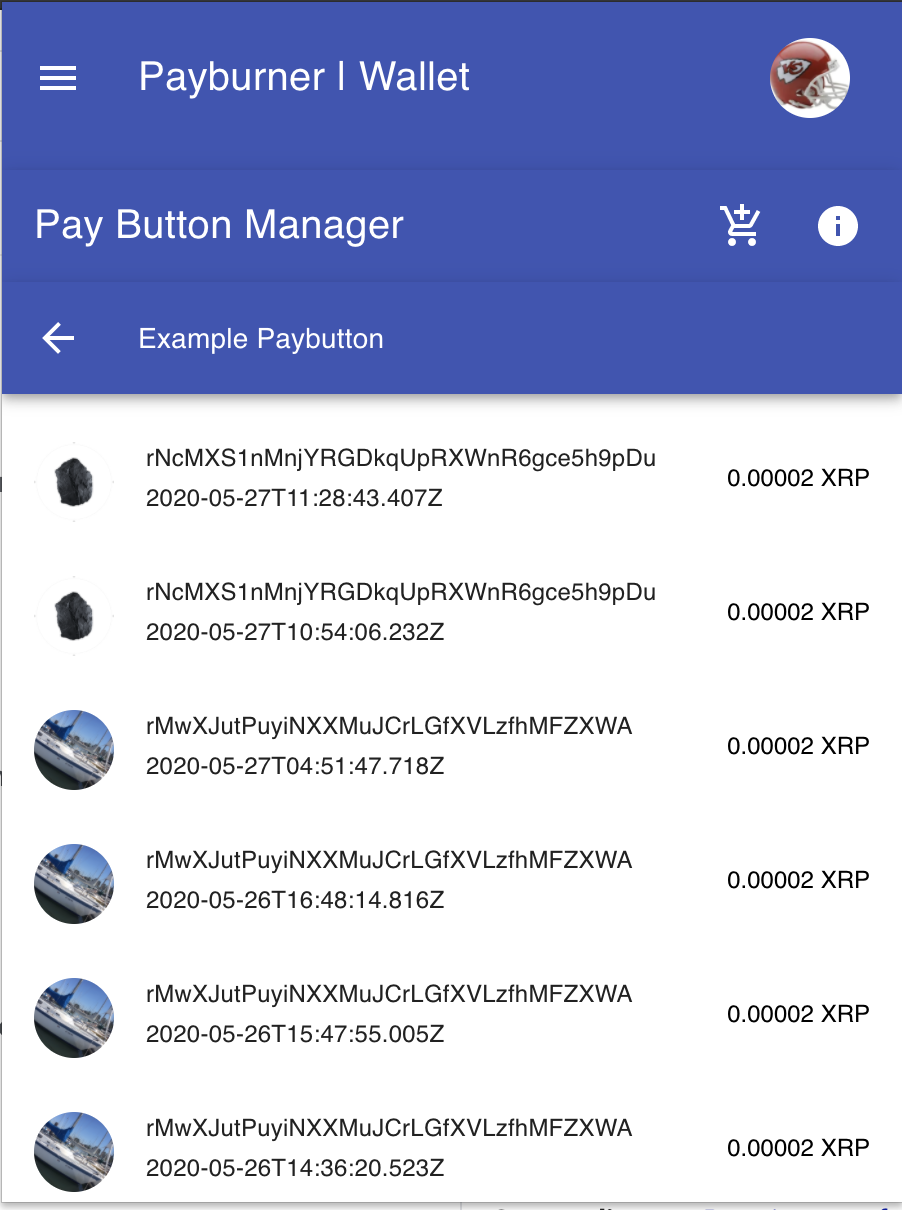 Payburner | Wallet
Pay Button Manager
Example Paybutton
rNcMXS1nMnjYRGDkqUpRXWnR6gce5h9pDu
2020-05-27T11:28:43.407Z
0.00002 XRP
rNcMXS1nMnjYRGDkqUpRXWnR6gce5h9pDu
2020-05-27T10:54:06.232Z
0.00002 XRP
rMwXJutPuyiNXXMuJCrLGfXVLzfhMFZXWA
2020-05-27T04:51:47.718Z
0.00002 XRP
rMwXJutPuyiNXXMuJCrLGfXVLzfhMFZXWA
2020-05-26T16:48:14.816Z
0.00002 XRP
rMwXJutPuyiNXXMuJCrLGfXVLzfhMFZXWA
2020-05-26T15:47:55.005Z
0.00002 XRP
rMwXJutPuyiNXXMuJCrLGfXVLzfhMFZXWA
2020-05-26T14:36:20.523Z
0.00002 XRP